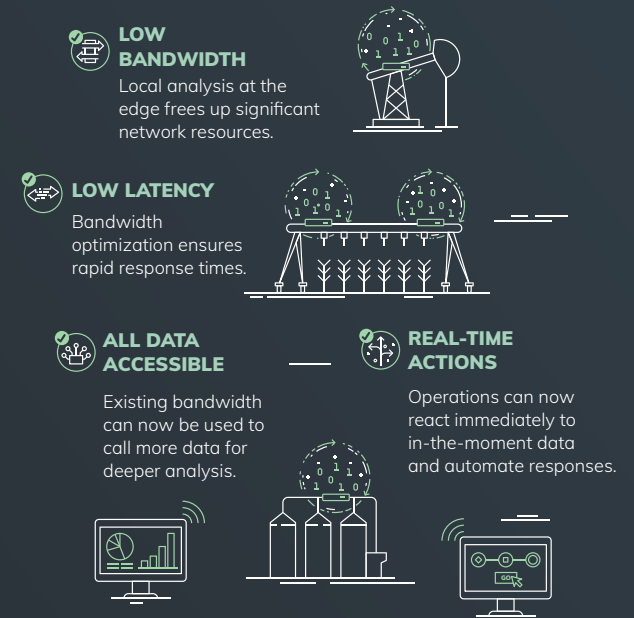 LOW
BANDWIDTH
Local analysis at the
edge frees up significant
network resources.
LOW LATENCY
Bandwidth
optimization ensures
rapid response times.
ALL DATA
ACCESSIBLE
Existing bandwidth
can now be used to
call more data for
deeper analysis.
REAL-TIME
ACTIONS
Operations can now
react immediately to
in-the-moment data
and automate responses.
GO